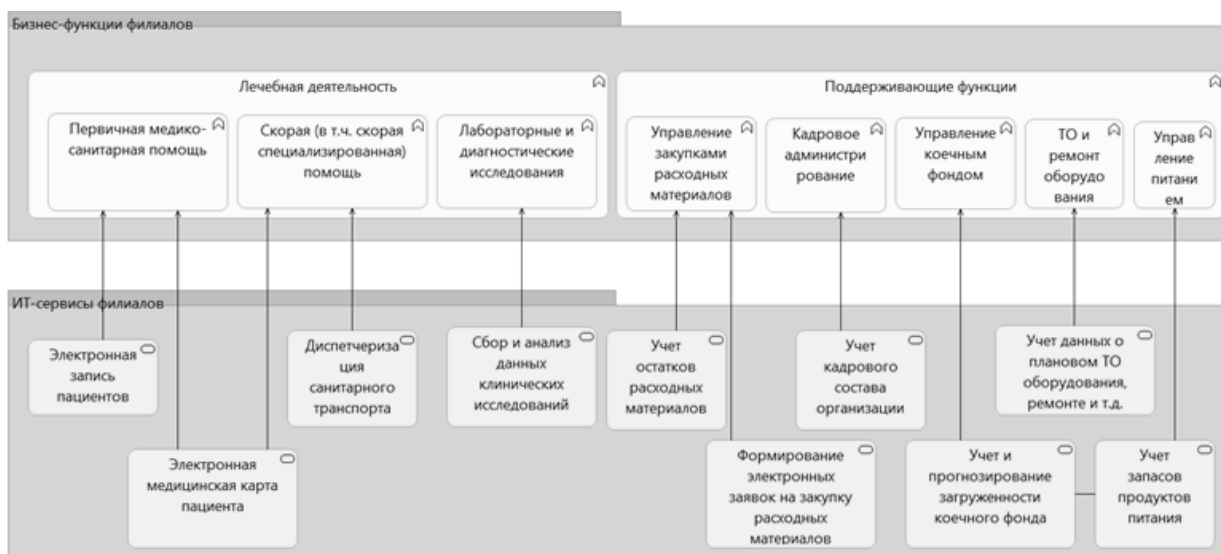 Бизнес-функции филиалов
Лечебная деятельность
Первичная медико-
санитарная помощь
Скорая (в т.ч. скорая
специализированная)
помощь
Лабораторные и
диагностические
исследования
Поддерживающие функции
Управление
закупками
расходных
материалов
Кадровое
администри
рование
Управление
коечным
фондом
ТО и
ремонт
оборудо
вания
Управ
ление
питани
ем
ИТ-сервисы филиалов
Электронная
запись
пациентов
Электронная
медицинская карта
пациента
Диспетчериза
ция
санитарного
транспорта
Сбор и анализ
данных
клинических
исследований
Учет
остатков
расходных
материалов
Формирование
электронных
заявок на закупку
расходных
материалов
Учет
кадрового
состава
организации
Учет и
прогнозирование
загруженности
коечного фонда
Учет данных о
плановом ТО
оборудования,
ремонте и т.д.
Учет
запасов
продуктов
питания